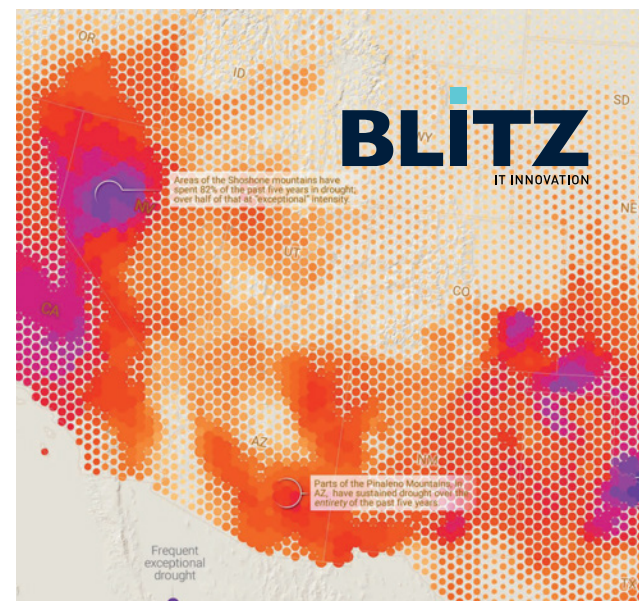 OR
ID
SD
BLITZ
WY
IT INNOVATION
Areas of the Shoshone mountains have
spent 82% of the past five years in drought,
over half of that at "exceptional" intensity.
NV
NE
UT
CO
CA
AZ
NM
Parts of the Pinaleno Mountains, in
AZ, have sustained drought over the
entirety of the past five years.
Frequent
exceptional
drought
TX